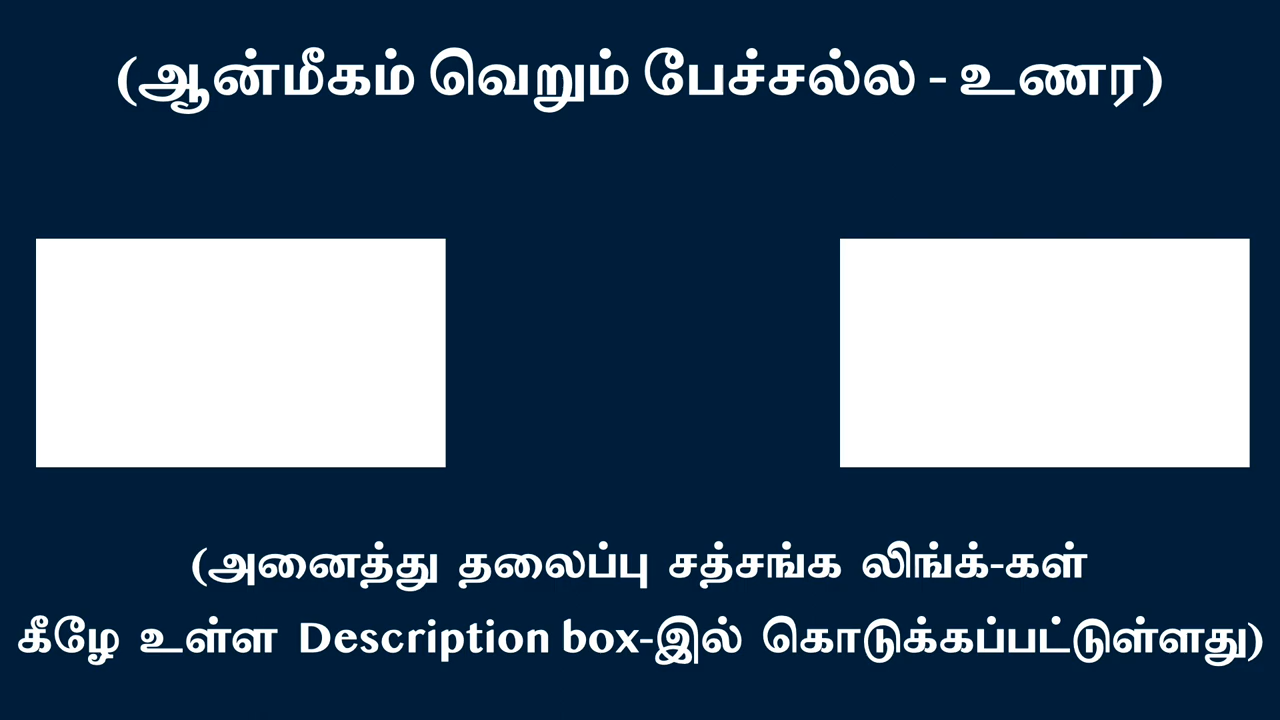 (ஆன்மீகம் வெறும் பேச்சல்ல - உணர)
(அனைத்து தலைப்பு சத்சங்க லிங்க்-கள்
கீழே உள்ள Description box-இல் கொடுக்கப்பட்டுள்ளது)